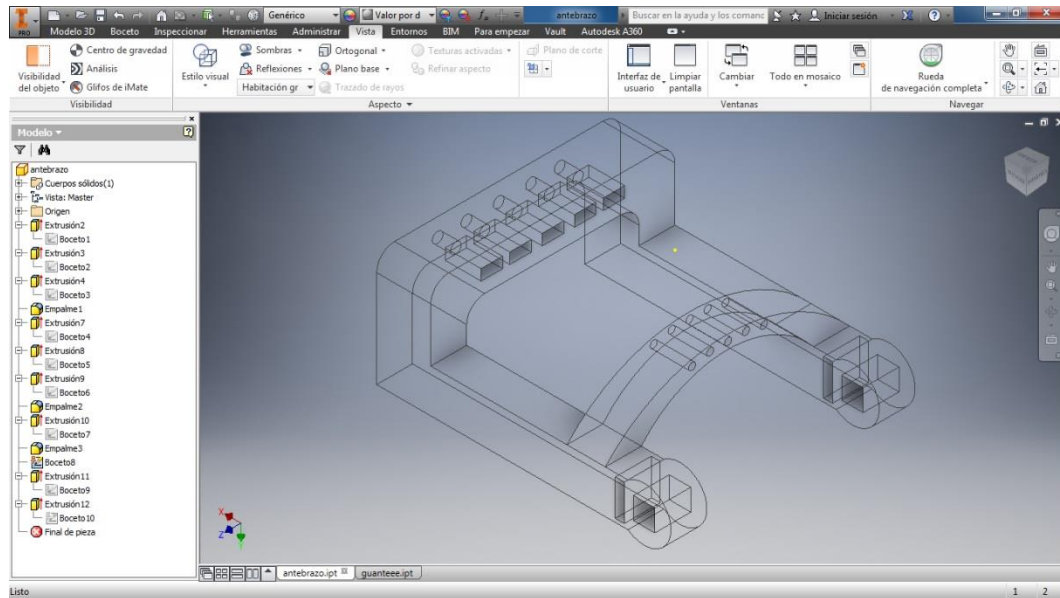 Genérico
Valor por d
antebrazo
Buscar en la ayuda y los comanc
Iniciar sesión
PRO
Modelo 3D Boceto Inspeccionar Herramientas Administrar Vista Entornos BIM Para empezar Vault Autodesk A360
Visibilidad del objeto
Centro de gravedad
Análisis
Glifos de iMate
Visibilidad
Estilo visual
Sombras
Reflexiones
Habitación gr
Ortogonal
Plano base
Trazado de rayos
Texturas activadas
Refinar aspecto
Plano de corte
Aspecto
Interfaz de usuario
Limpiar pantalla
Cambiar
Todo en mosaico
Ventanas
Rueda de navegación completa
Navegar
Modelo
antebrazo
Cuerpos sólidos(1)
Vista: Master
Origen
Extrusión2
Boceto1
Extrusión3
Boceto2
Extrusión4
Boceto3
Empalme1
Extrusión7
Boceto4
Extrusión8
Boceto5
Extrusión9
Boceto6
Empalme2
Extrusión10
Boceto7
Empalme3
Boceto8
Extrusión11
Boceto9
Extrusión12
Boceto10
Final de pieza
X
Z
antebrazo.ipt
guanteee.ipt
Listo
1 2